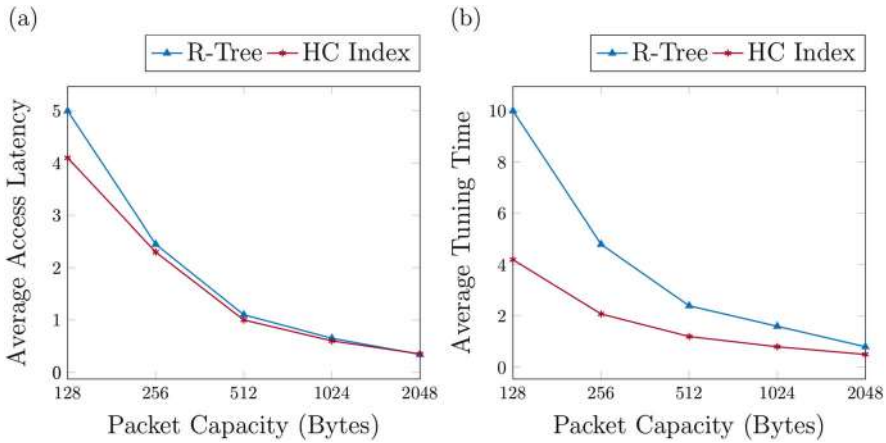 (a)
R-Tree HC Index
Average Access Latency
5
4
3
2
1
0
128 256 512 1024 2048
Packet Capacity (Bytes)
(b)
R-Tree HC Index
Average Tuning Time
10
8
6
4
2
0
128 256 512 1024 2048
Packet Capacity (Bytes)